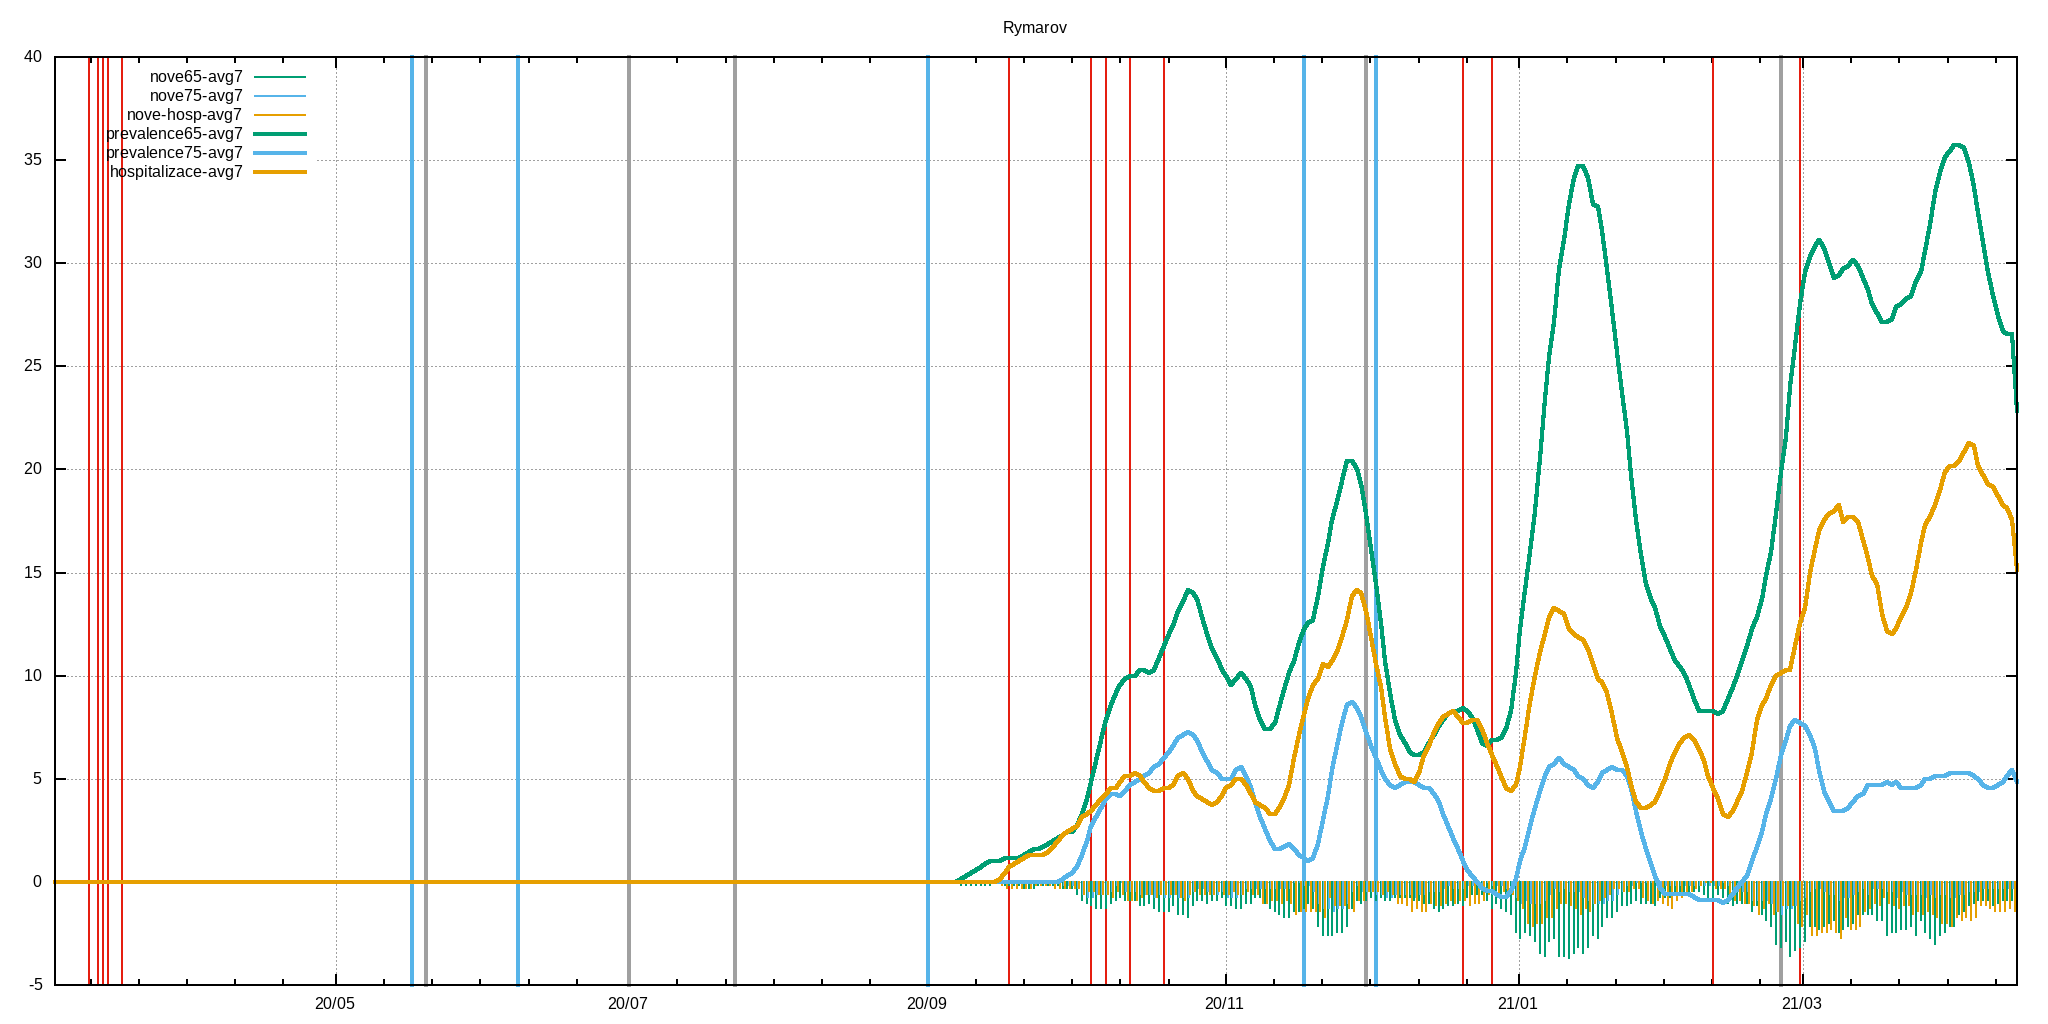 Rymarov
40
nove65-avg7
nove75-avg7
nove-hosp-avg7
prevalence65-avg7
prevalence75-avg7
hospitalizace-avg7
35
30
25
20
15
10
5
0
-5
20/05 20/07 20/09 20/11 21/01 21/03